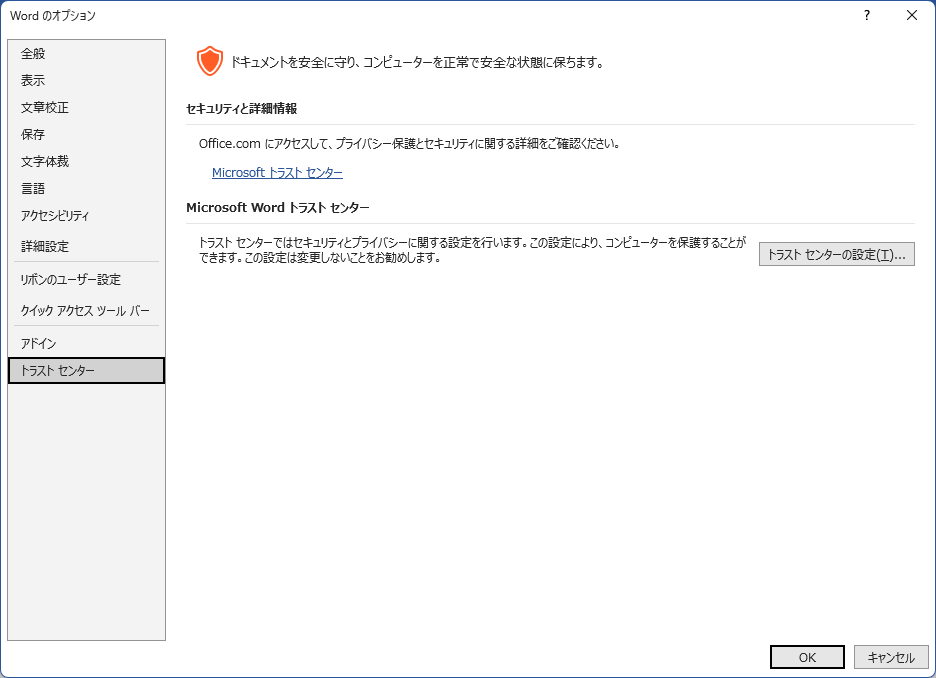 Word のオプション
?
全般
表示
文章校正
保存
文字体裁
言語
アクセシビリティ
詳細設定
リボンのユーザー設定
クイック アクセス ツール バー
アドイン
トラスト センター
ドキュメントを安全に守り、コンピューターを正常で安全な状態に保ちます。
セキュリティと詳細情報
Office.com にアクセスして、プライバシー保護とセキュリティに関する詳細をご確認ください。
Microsoft トラスト センター
Microsoft Word トラスト センター
トラスト センターではセキュリティとプライバシーに関する設定を行います。この設定により、コンピューターを保護することが
できます。この設定は変更しないことをお勧めします。
トラスト センターの設定(T)...
OK
キャンセル